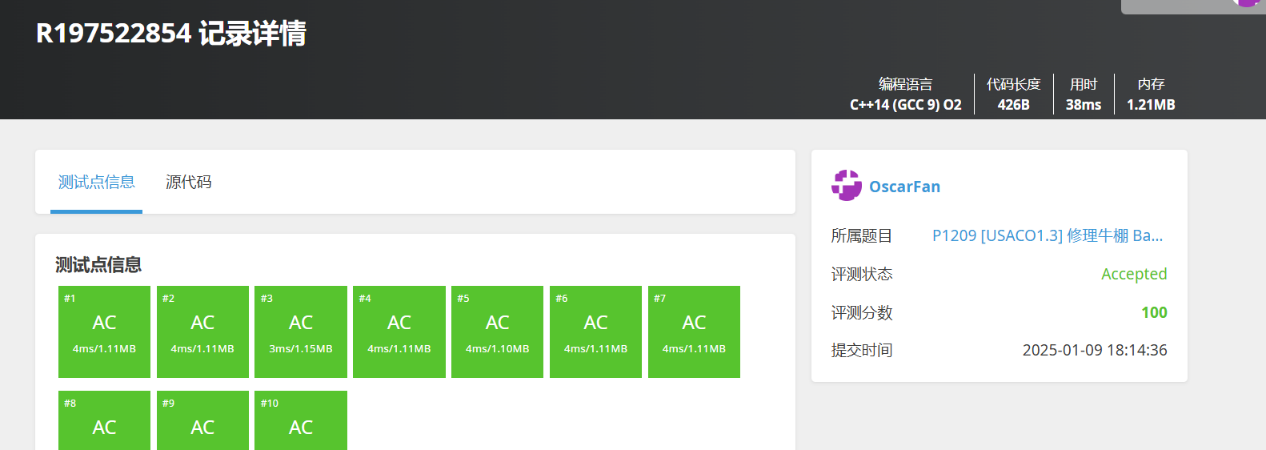 R197522854 记录详情
编程语言 代码长度 用时 内存
C++14 (GCC 9) O2 426B 38ms 1.21MB
测试点信息 源代码
测试点信息
#1 #2 #3 #4 #5 #6 #7
AC AC AC AC AC AC AC
4ms/1.11MB 4ms/1.11MB 3ms/1.15MB 4ms/1.11MB 4ms/1.10MB 4ms/1.11MB 4ms/1.11MB
#8 #9 #10
AC AC AC
OscarFan
所属题目 P1209 [USACO1.3] 修理牛棚 Ba...
评测状态 Accepted
评测分数 100
提交时间 2025-01-09 18:14:36